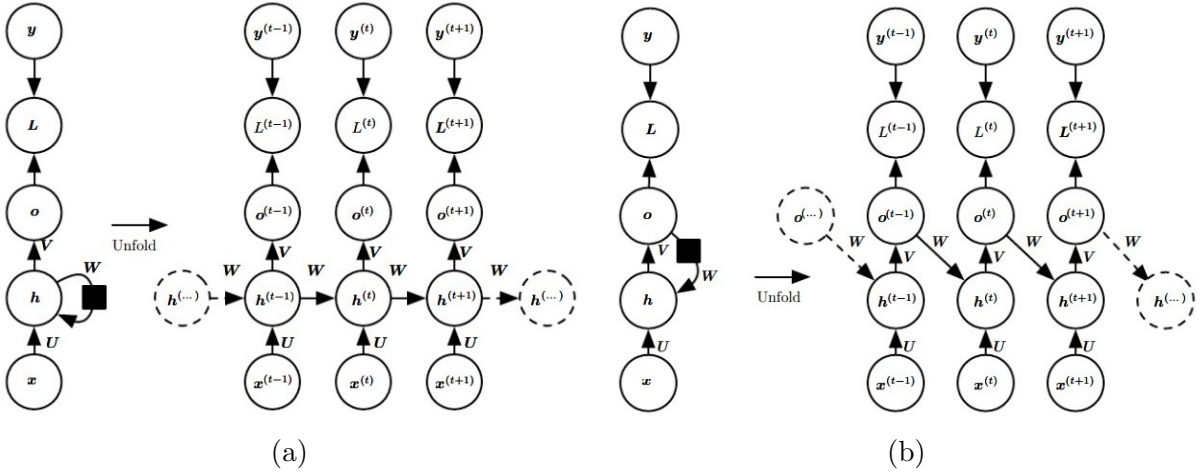 y y^(t−1) y^(t) y^(t+1) y y^(t−1) y^(t) y^(t+1)
L L^(t−1) L^(t) L^(t+1) L L^(t−1) L^(t) L^(t+1)
o o^(t−1) o^(t) o^(t+1) o o^(...) o^(t−1) o^(t) o^(t+1)
Unfold
V W V V V W W W W V W W W W W V V V
h h^(...) h^(t−1) h^(t) h^(t+1) h^(...) h Unfold h^(t−1) h^(t) h^(t+1) h^(...)
U U U U U U U U
x x^(t−1) x^(t) x^(t+1) x x^(t−1) x^(t) x^(t+1)
(a) (b)